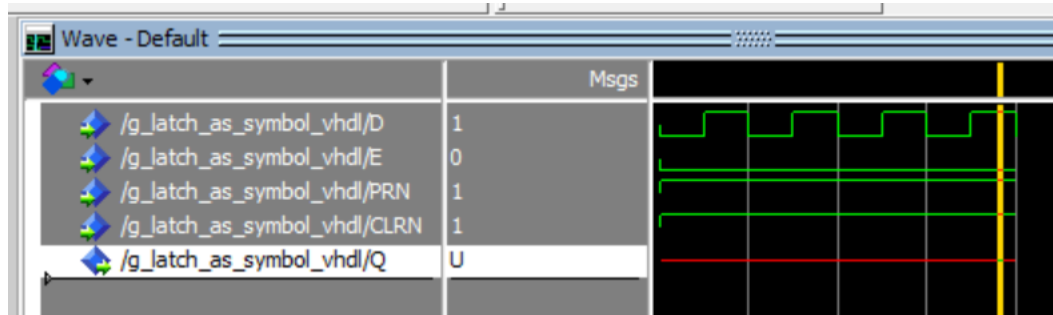 Wave - Default
Msgs
/g_latch_as_symbol_vhdl/D 1
/g_latch_as_symbol_vhdl/E 0
/g_latch_as_symbol_vhdl/PRN 1
/g_latch_as_symbol_vhdl/CLRN 1
/g_latch_as_symbol_vhdl/Q U